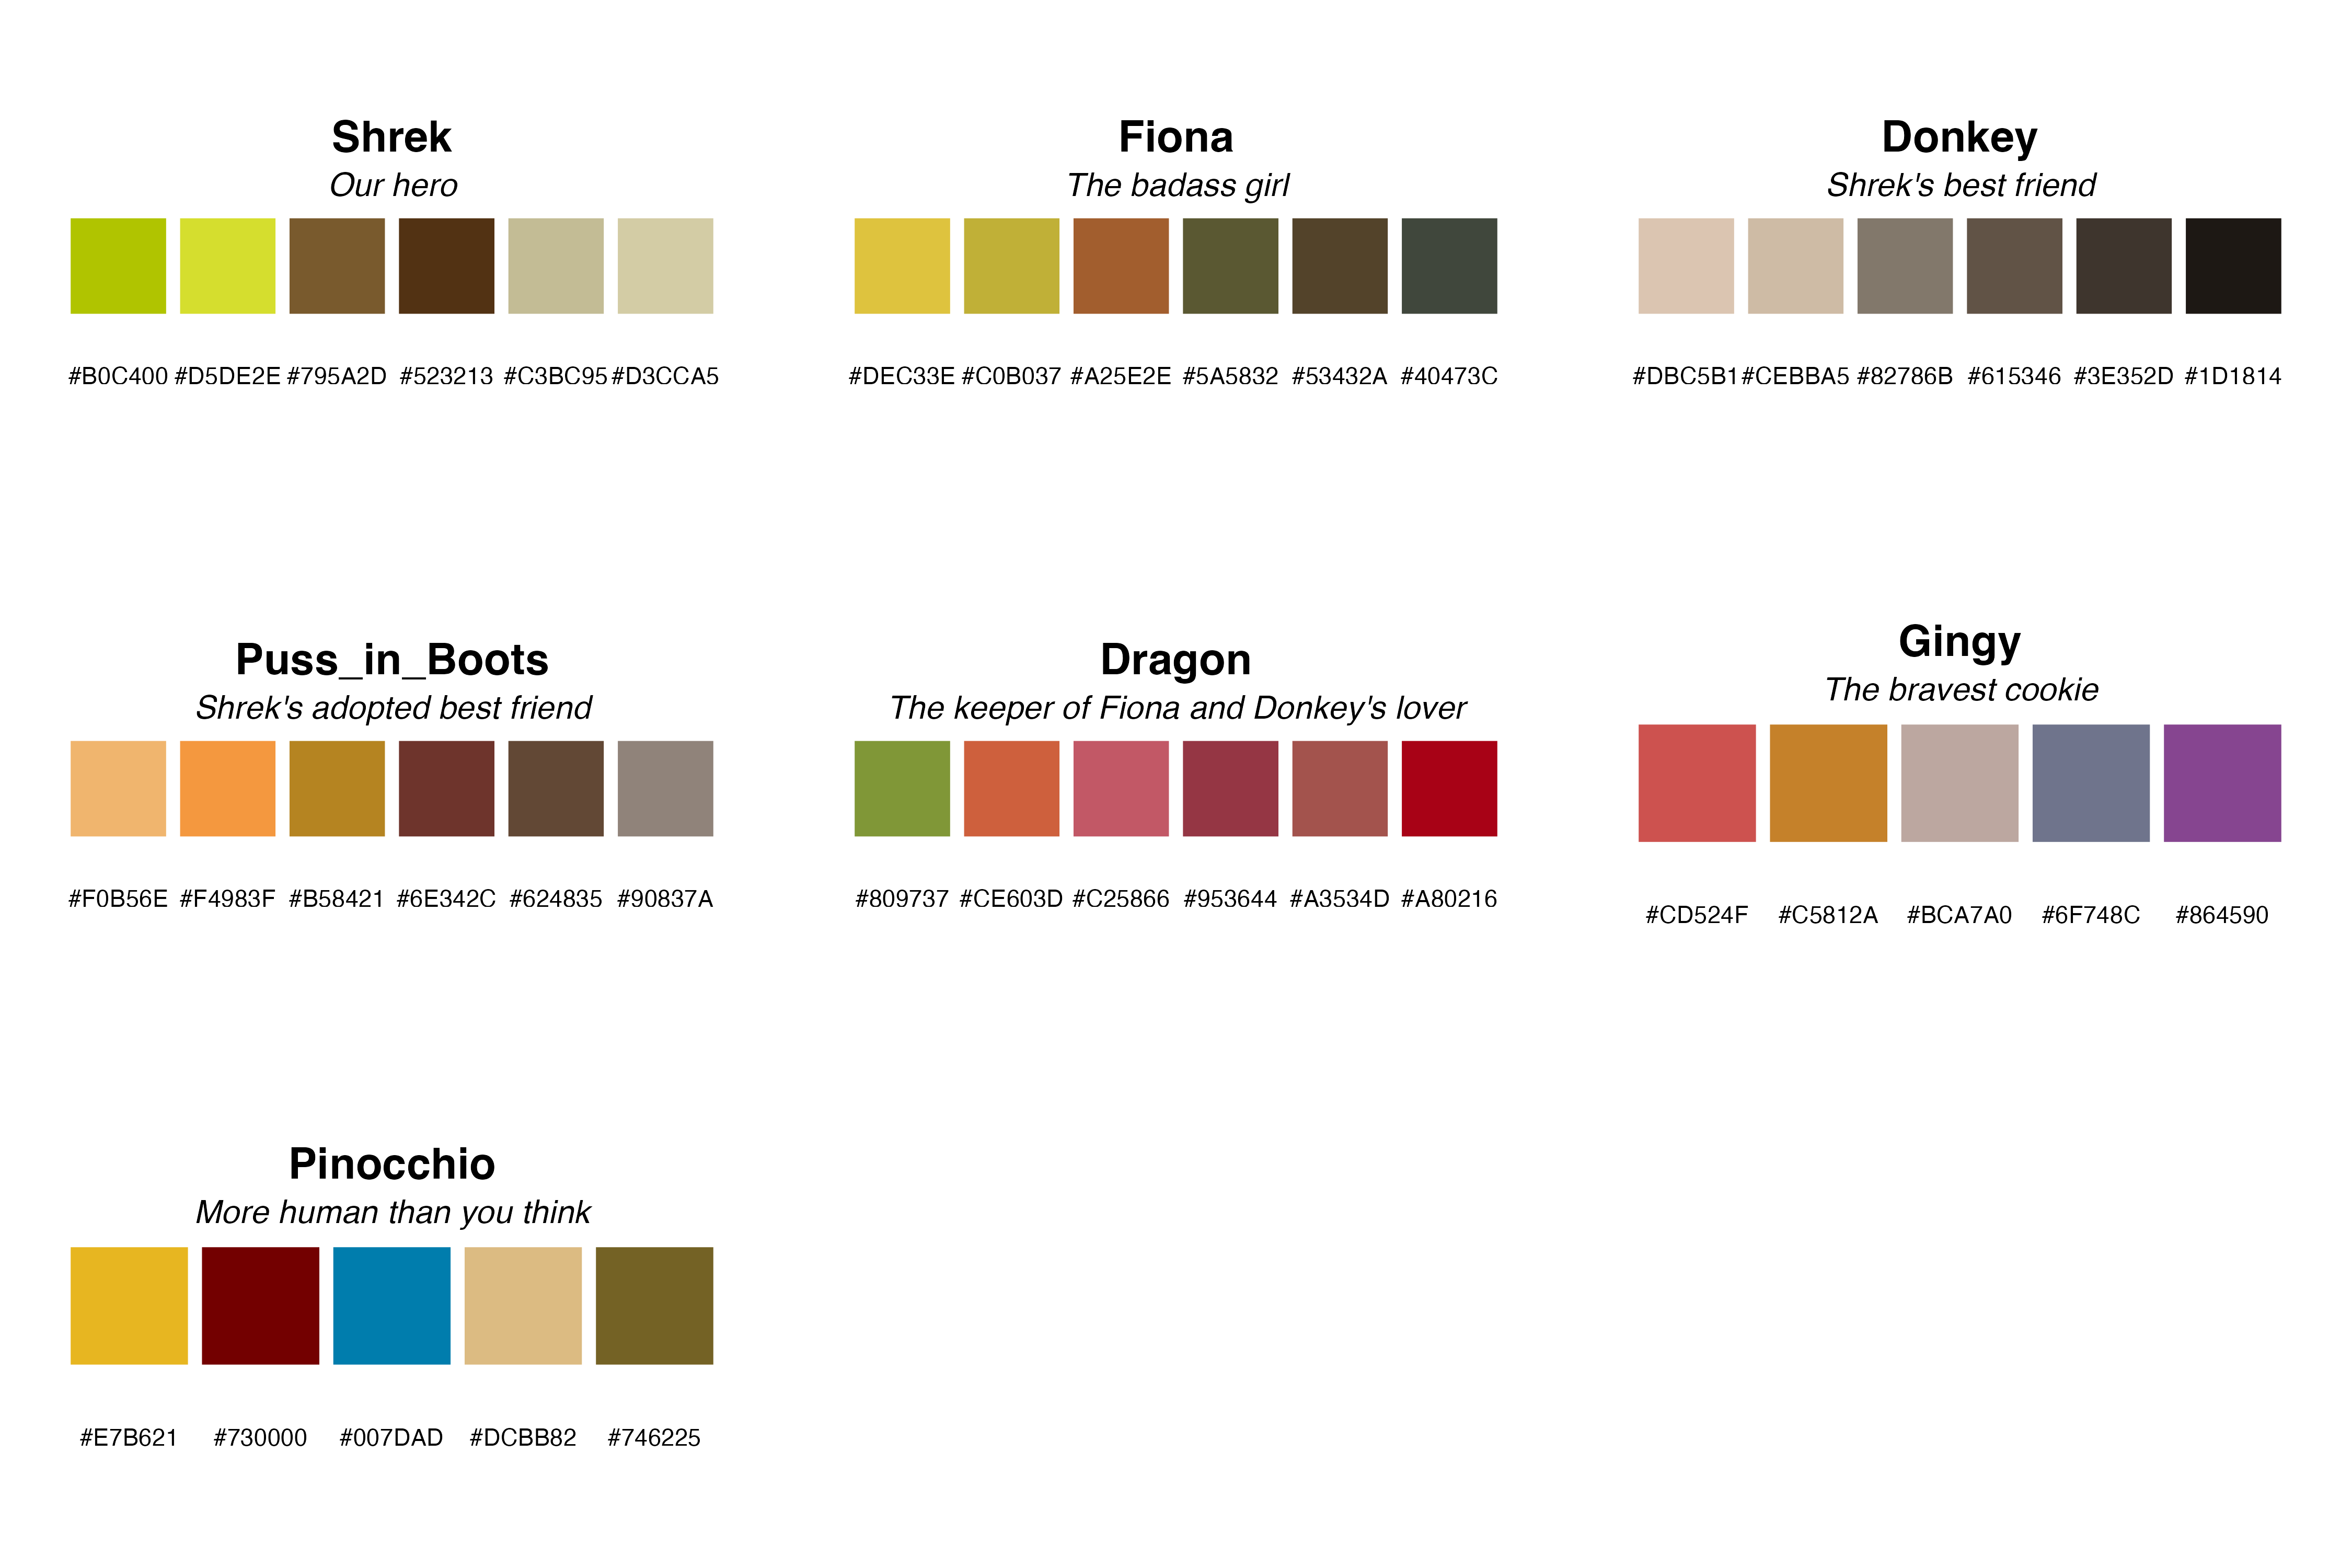 Shrek
Our hero
#B0C400 #D5DE2E #795A2D #523213 #C3BC95 #D3CCA5
Fiona
The badass girl
#DEC33E #C0B037 #A25E2E #5A5832 #53432A #40473C
Donkey
Shrek's best friend
#DBC5B1 #CEBBA5 #82786B #615346 #3E352D #1D1814
Puss_in_Boots
Shrek's adopted best friend
#F0B56E #F4983F #B58421 #6E342C #624835 #90837A
Dragon
The keeper of Fiona and Donkey's lover
#809737 #CE603D #C25866 #953644 #A3534D #A80216
Gingy
The bravest cookie
#CD524F #C5812A #BCA7A0 #6F748C #864590
Pinocchio
More human than you think
#E7B621 #730000 #007DAD #DCBB82 #746225